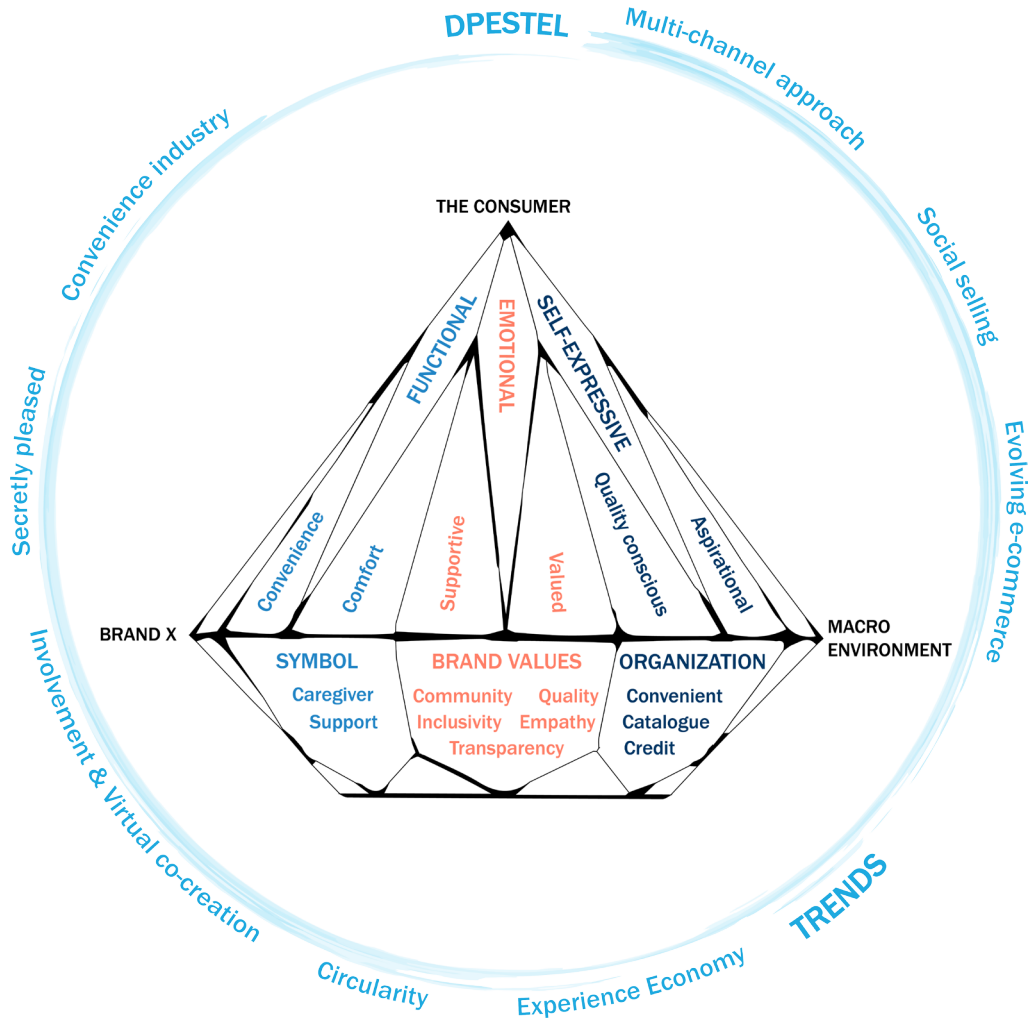 DPESTEL
Multi-channel approach
Social selling
Evolving e-commerce
TRENDS
Experience Economy
Circularity
Involvement & Virtual co-creation
Secretly pleased
Convenience industry
THE CONSUMER
FUNCTIONAL
EMOTIONAL
SELF-EXPRESSIVE
Convenience
Comfort
Supportive
Valued
Quality conscious
Aspirational
BRAND X
MACRO
ENVIRONMENT
SYMBOL
Caregiver
Support
BRAND VALUES
Community Quality
Inclusivity Empathy
Transparency
ORGANIZATION
Convenient
Catalogue
Credit